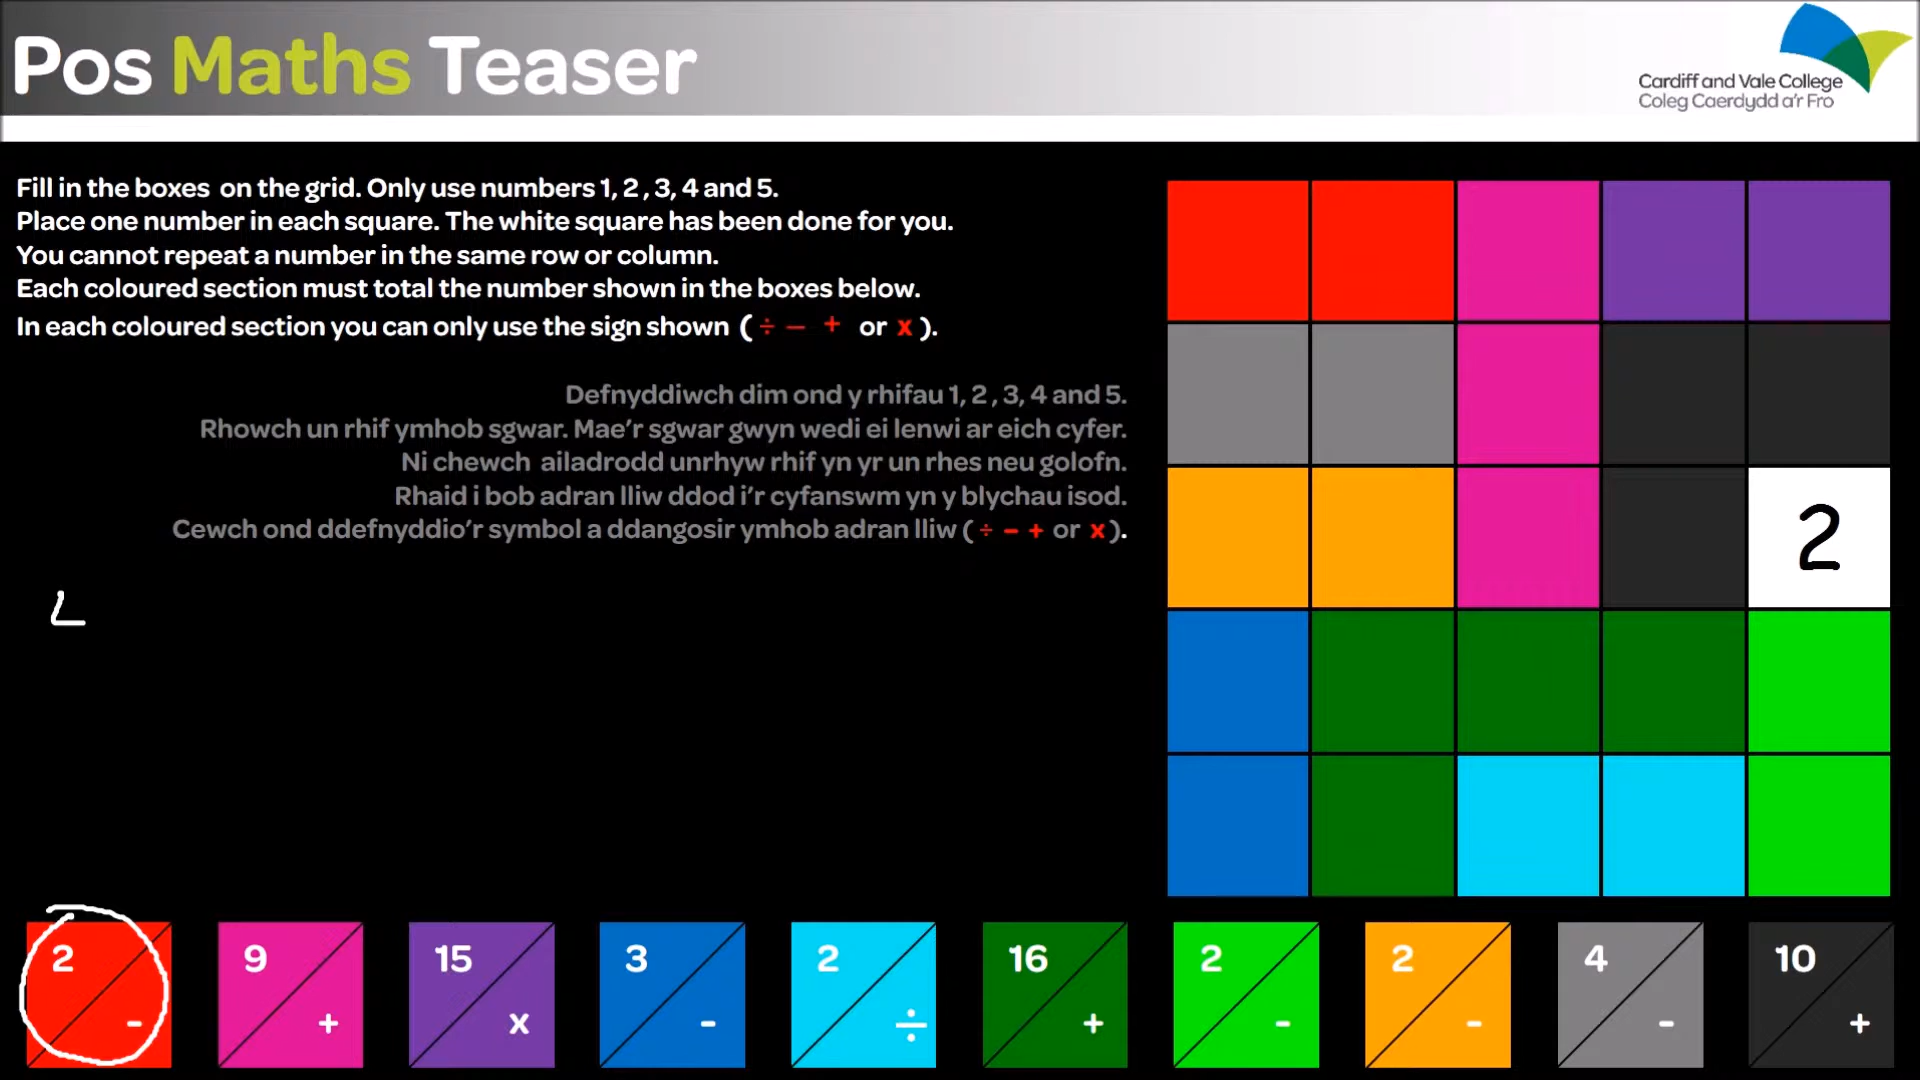 Pos Maths Teaser
Cardiff and Vale College
Coleg Caerdydd a'r Fro
Fill in the boxes on the grid. Only use numbers 1, 2 , 3, 4 and 5.
Place one number in each square. The white square has been done for you.
You cannot repeat a number in the same row or column.
Each coloured section must total the number shown in the boxes below.
In each coloured section you can only use the sign shown ( ÷ − + or x ).
Defnyddiwch dim ond y rhifau 1, 2 , 3, 4 and 5.
Rhowch un rhif ymhob sgwar. Mae'r sgwar gwyn wedi ei lenwi ar eich cyfer.
Ni chewch ailadrodd unrhyw rhif yn yr un rhes neu golofn.
Rhaid i bob adran lliw ddod i'r cyfanswm yn y blychau isod.
Cewch ond ddefnyddio'r symbol a ddangosir ymhob adran lliw ( ÷ - + or x ).
2
2 -
9 +
15 x
3 -
2 ÷
16 +
2 -
2 -
4 -
10 +